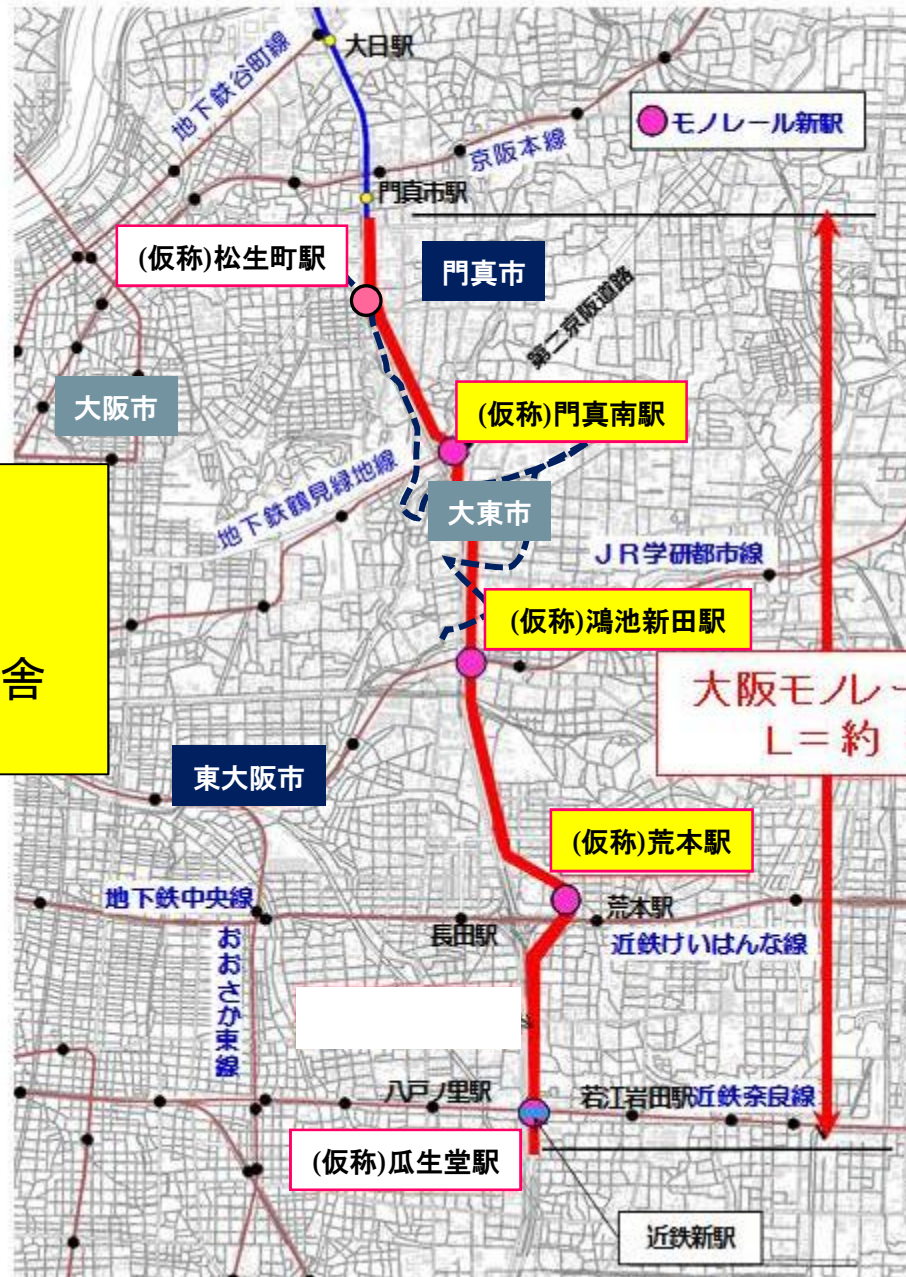 大日駅
地下鉄谷町線
モノレール新駅
京阪本線
門真市駅
(仮称)松生町駅
門真市
第二京阪道路
大阪市
(仮称)門真南駅
地下鉄鶴見緑地線
大東市
JR学研都市線
(仮称)鴻池新田駅
舎
大阪モノレー
L=約
東大阪市
(仮称)荒本駅
地下鉄中央線
荒本駅
長田駅
近鉄けいはんな線
おおさか東線
八戸ノ里駅
若江岩田駅
近鉄奈良線
(仮称)瓜生堂駅
近鉄新駅